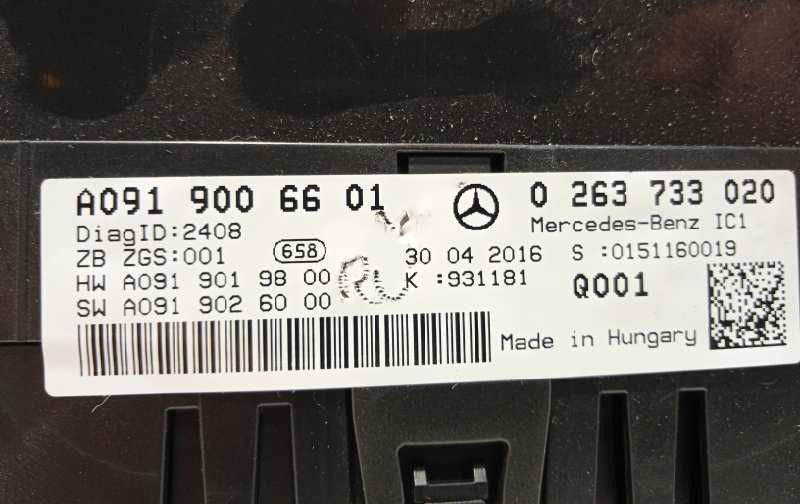 A091 900 66 01 0 263 733 020
DiagID:2408 Mercedes-Benz IC1
ZB ZGS:001 658 30 04 2016 S :0151160019
HW A091 901 98 00 RU K :931181 Q001
SW A091 902 60 00
Made in Hungary